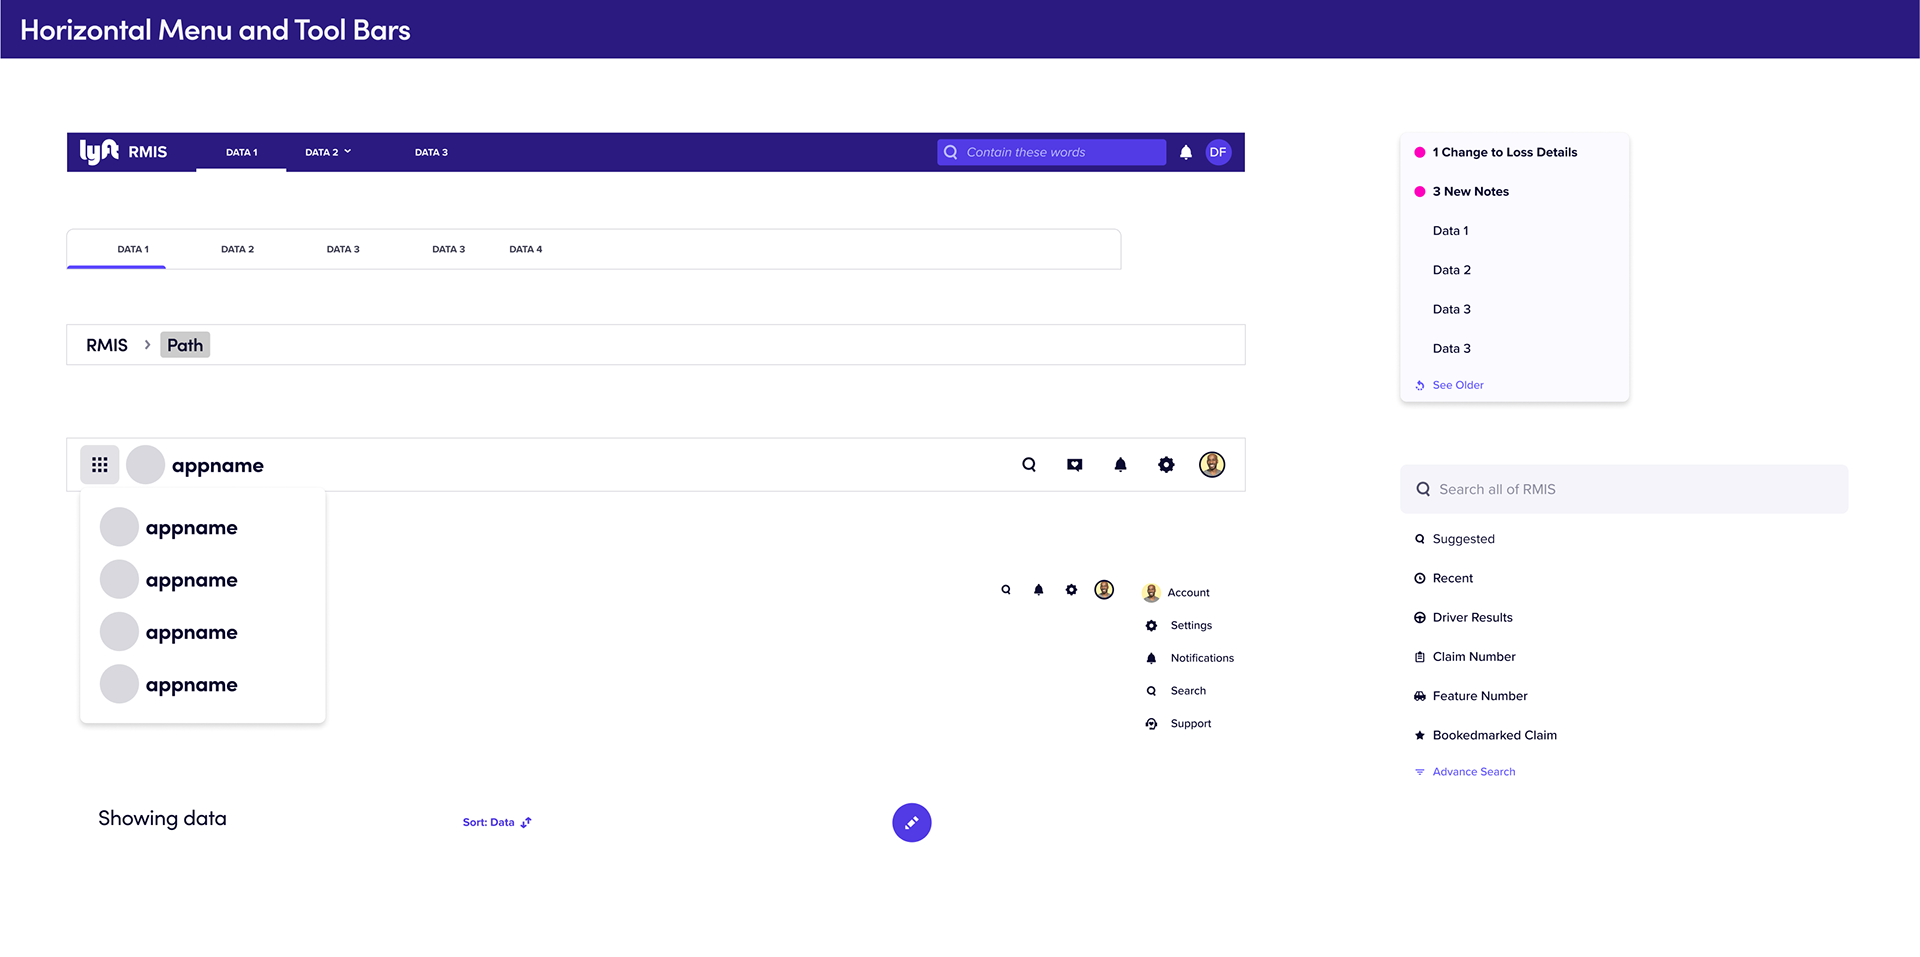 Horizontal Menu and Tool Bars
lyft RMIS DATA 1 DATA 2 DATA 3 Contain these words DF
DATA 1 DATA 2 DATA 3 DATA 3 DATA 4
RMIS > Path
appname
appname
appname
appname
appname
Account
Settings
Notifications
Search
Support
Showing data Sort: Data
1 Change to Loss Details
3 New Notes
Data 1
Data 2
Data 3
Data 3
See Older
Search all of RMIS
Suggested
Recent
Driver Results
Claim Number
Feature Number
Bookedmarked Claim
Advance Search